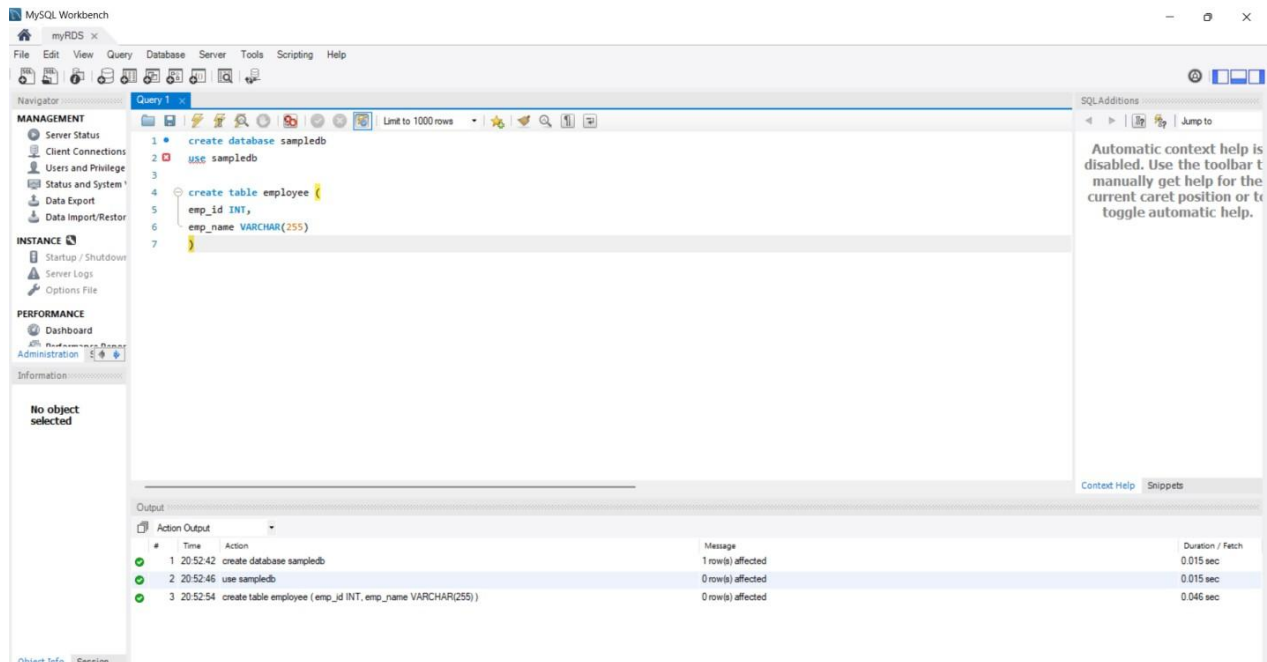 MySQL Workbench
myRDS
File Edit View Query Database Server Tools Scripting Help
Navigator
MANAGEMENT
Server Status
Client Connections
Users and Privilege
Status and System
Data Export
Data Import/Restor
INSTANCE
Startup / Shutdown
Server Logs
Options File
PERFORMANCE
Dashboard
Administration
Information
No object
selected
Query 1
Limit to 1000 rows
1 create database sampledb
2 use sampledb
3
4 create table employee (
5 emp_id INT,
6 emp_name VARCHAR(255)
7 )
SQLAdditions
Jump to
Automatic context help is
disabled. Use the toolbar t
manually get help for the
current caret position or to
toggle automatic help.
Context Help Snippets
Output
Action Output
# Time Action Message Duration / Fetch
1 20:52:42 create database sampledb 1 row(s) affected 0.015 sec
2 20:52:46 use sampledb 0 row(s) affected 0.015 sec
3 20:52:54 create table employee ( emp_id INT, emp_name VARCHAR(255) ) 0 row(s) affected 0.046 sec
Object Info Session